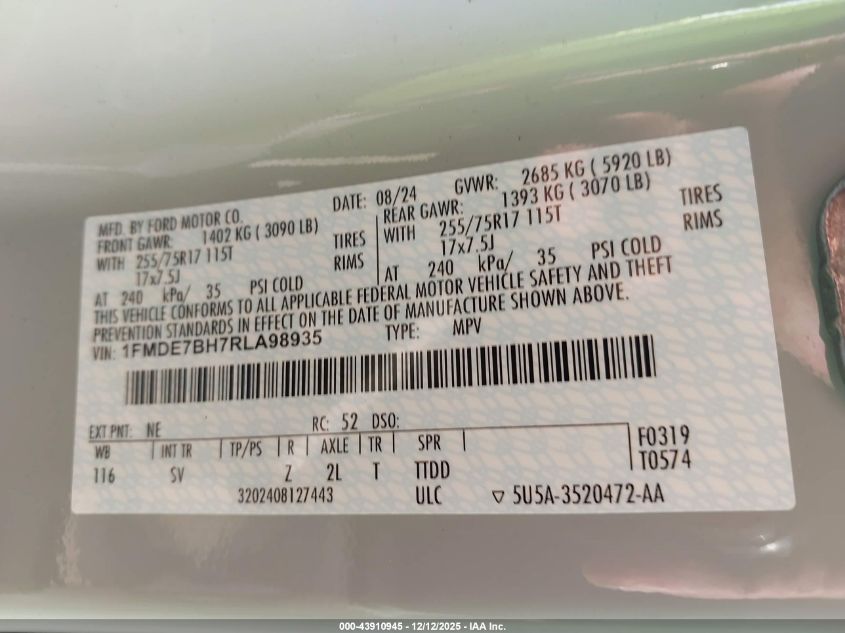 MFD. BY FORD MOTOR CO.
DATE: 08/24
GVWR: 2685 KG ( 5920 LB)
FRONT GAWR: 1402 KG ( 3090 LB)
WITH 255/75R17 115T TIRES
17x7.5J RIMS
AT 240 kPa/ 35 PSI COLD
REAR GAWR: 1393 KG ( 3070 LB)
WITH 255/75R17 115T TIRES
17x7.5J RIMS
AT 240 kPa/ 35 PSI COLD
THIS VEHICLE CONFORMS TO ALL APPLICABLE FEDERAL MOTOR VEHICLE SAFETY AND THEFT
PREVENTION STANDARDS IN EFFECT ON THE DATE OF MANUFACTURE SHOWN ABOVE.
VIN: 1FMDE7BH7RLA98935 TYPE: MPV
EXT PNT: NE RC: 52 DSO:
WB INT TR TP/PS R AXLE TR SPR F0319
116 SV Z 2L T TTDD T0574
3202408127443 ULC ▽ 5U5A-3520472-AA
000-43910945 - 12/12/2025 - IAA Inc.